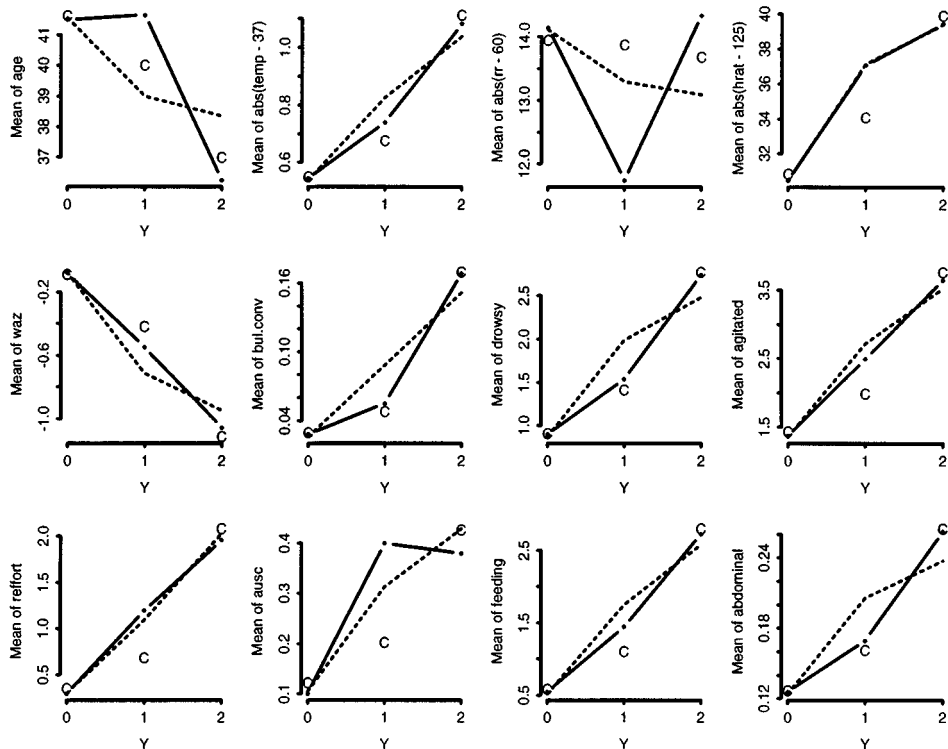 Mean of age
41
40
39
38
37
C
C
C
0
1
2
Y
Mean of abs(temp - 37)
1.0
0.8
0.6
C
C
C
0
1
2
Y
Mean of abs(rr - 60)
14.0
13.0
12.0
C
C
C
0
1
2
Y
Mean of abs(hrat - 125)
40
38
36
34
32
C
C
C
0
1
2
Y
Mean of waz
-0.2
-0.6
-1.0
C
C
C
0
1
2
Y
Mean of bul.conv
0.16
0.10
0.04
C
C
C
0
1
2
Y
Mean of drowsy
2.5
2.0
1.5
1.0
C
C
C
0
1
2
Y
Mean of agitated
3.5
2.5
1.5
C
C
C
0
1
2
Y
Mean of reffort
2.0
1.5
1.0
0.5
C
C
C
0
1
2
Y
Mean of ausc
0.4
0.3
0.2
0.1
C
C
C
0
1
2
Y
Mean of feeding
2.5
1.5
0.5
C
C
C
0
1
2
Y
Mean of abdominal
0.24
0.18
0.12
C
C
C
0
1
2
Y